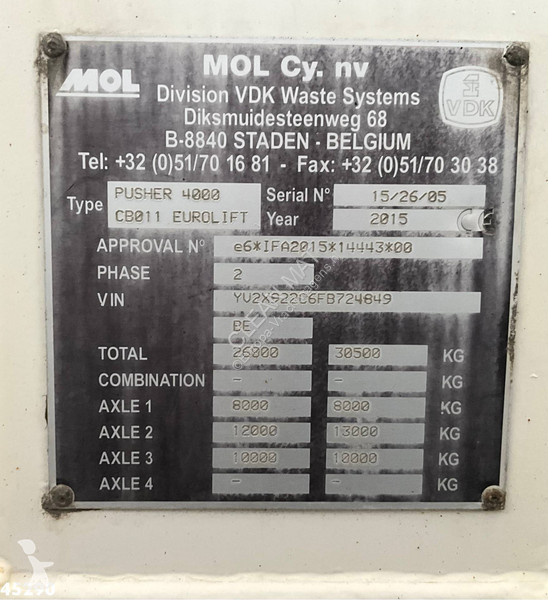 MOL
MOL Cy. nv
Division VDK Waste Systems
Diksmuidesteenweg 68
B-8840 STADEN - BELGIUM
VDK
Tel: +32 (0)51/70 16 81 - Fax: +32 (0)51/70 30 38
Type PUSHER 4000 Serial N° 15/26/05
CB011 EUROLIFT Year 2015 CE
APPROVAL N° e6*IFA2015*14443*00
PHASE 2
VIN YV2X922C6FB724849
BE
TOTAL 26000 30500 KG
COMBINATION - - KG
AXLE 1 8000 8000 KG
AXLE 2 12000 13000 KG
AXLE 3 10000 10000 KG
AXLE 4 - - KG